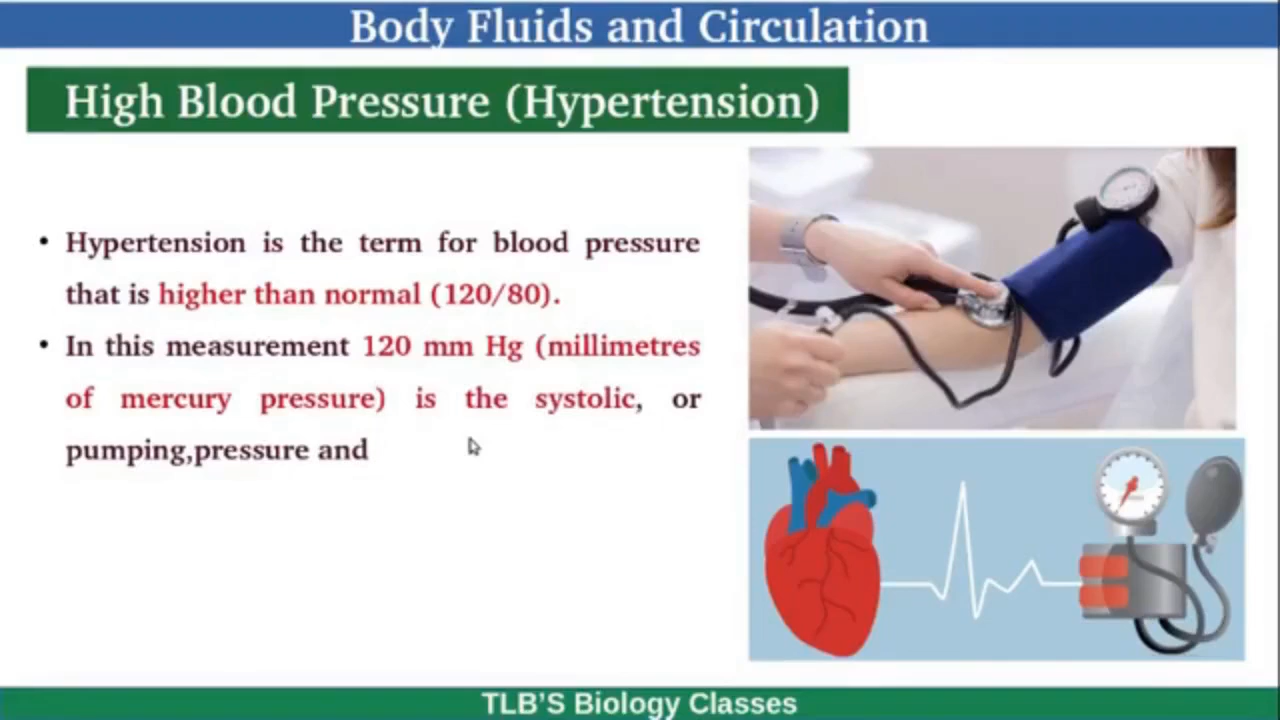 Body Fluids and Circulation
High Blood Pressure (Hypertension)
• Hypertension is the term for blood pressure
that is higher than normal (120/80).
• In this measurement 120 mm Hg (millimetres
of mercury pressure) is the systolic, or
pumping,pressure and
TLB'S Biology Classes